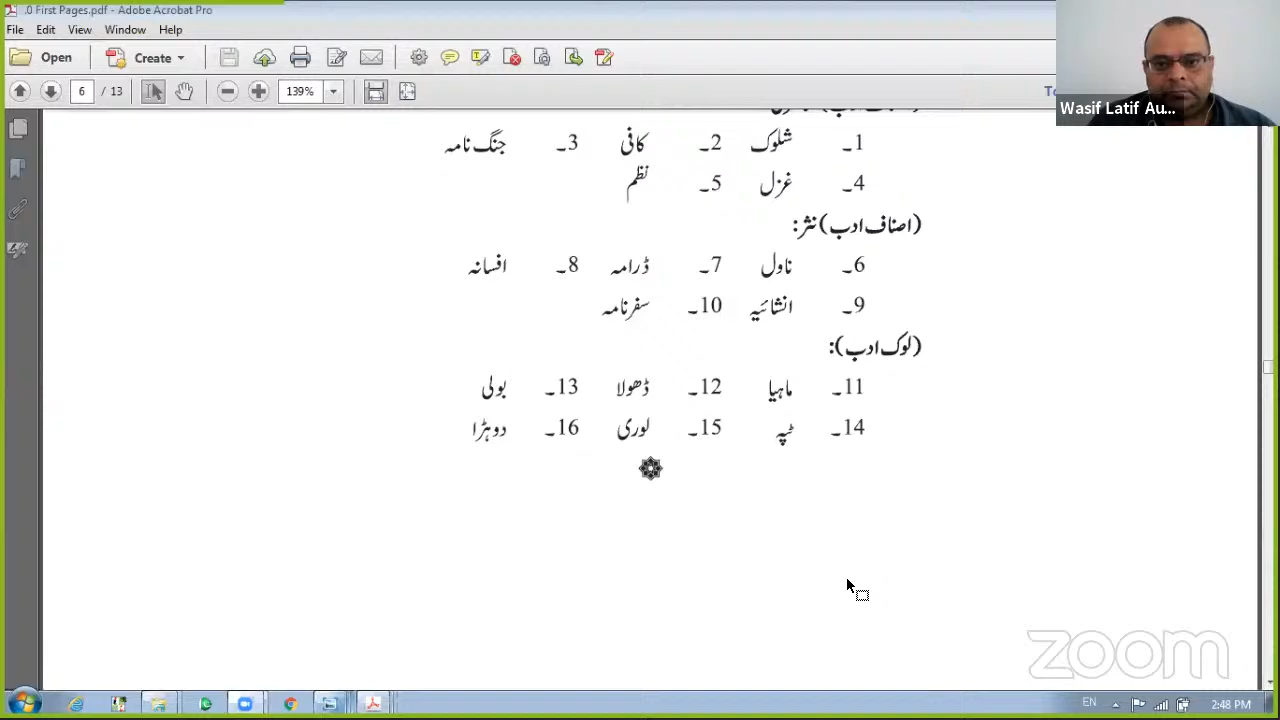 .0 First Pages.pdf - Adobe Acrobat Pro
File Edit View Window Help
Open Create
6 / 13 139%
Wasif Latif Au...
1۔ شلوک 2۔ کافی 3۔ جنگ نامہ
4۔ غزل 5۔ نظم
(اصناف ادب) نثر:
6۔ ناول 7۔ ڈرامہ 8۔ افسانہ
9۔ انشائیہ 10۔ سفرنامہ
(لوک ادب):
11۔ ماہیا 12۔ ڈھولا 13۔ بولی
14۔ ٹپہ 15۔ لوری 16۔ دوہڑا
zoom
EN 2:48 PM